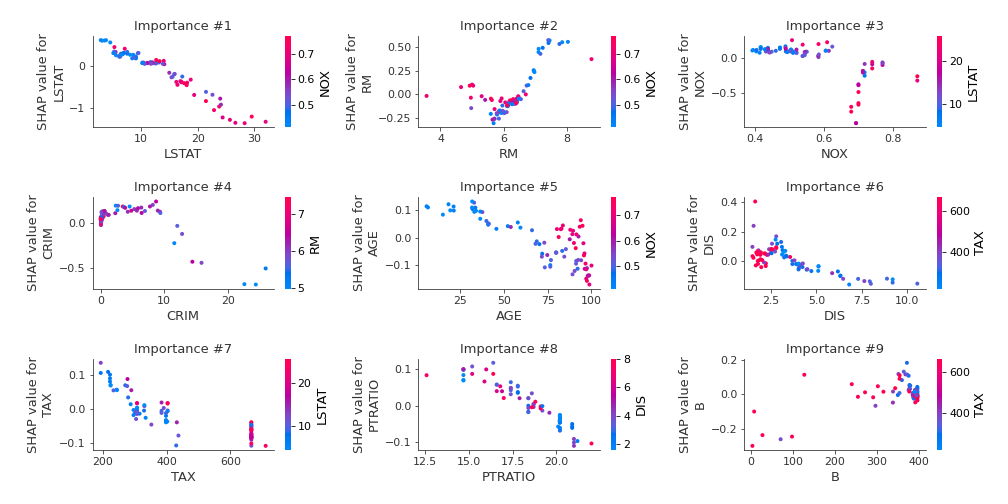 Importance #1
SHAP value for
LSTAT
0
−1
10
20
30
LSTAT
0.7
0.6
0.5
NOX
Importance #2
SHAP value for
RM
0.50
0.25
0.00
−0.25
4
6
8
RM
0.7
0.6
0.5
NOX
Importance #3
SHAP value for
NOX
0.0
−0.5
0.4
0.6
0.8
NOX
20
10
LSTAT
Importance #4
SHAP value for
CRIM
0.0
−0.5
0
10
20
CRIM
7
6
5
RM
Importance #5
SHAP value for
AGE
0.1
0.0
−0.1
25
50
75
100
AGE
0.7
0.6
0.5
NOX
Importance #6
SHAP value for
DIS
0.4
0.2
0.0
2.5
5.0
7.5
10.0
DIS
600
400
TAX
Importance #7
SHAP value for
TAX
0.1
0.0
−0.1
200
400
600
TAX
20
10
LSTAT
Importance #8
SHAP value for
PTRATIO
0.1
0.0
−0.1
12.5
15.0
17.5
20.0
PTRATIO
8
6
4
2
DIS
Importance #9
SHAP value for
B
0.2
0.0
−0.2
0
100
200
300
400
B
600
400
TAX